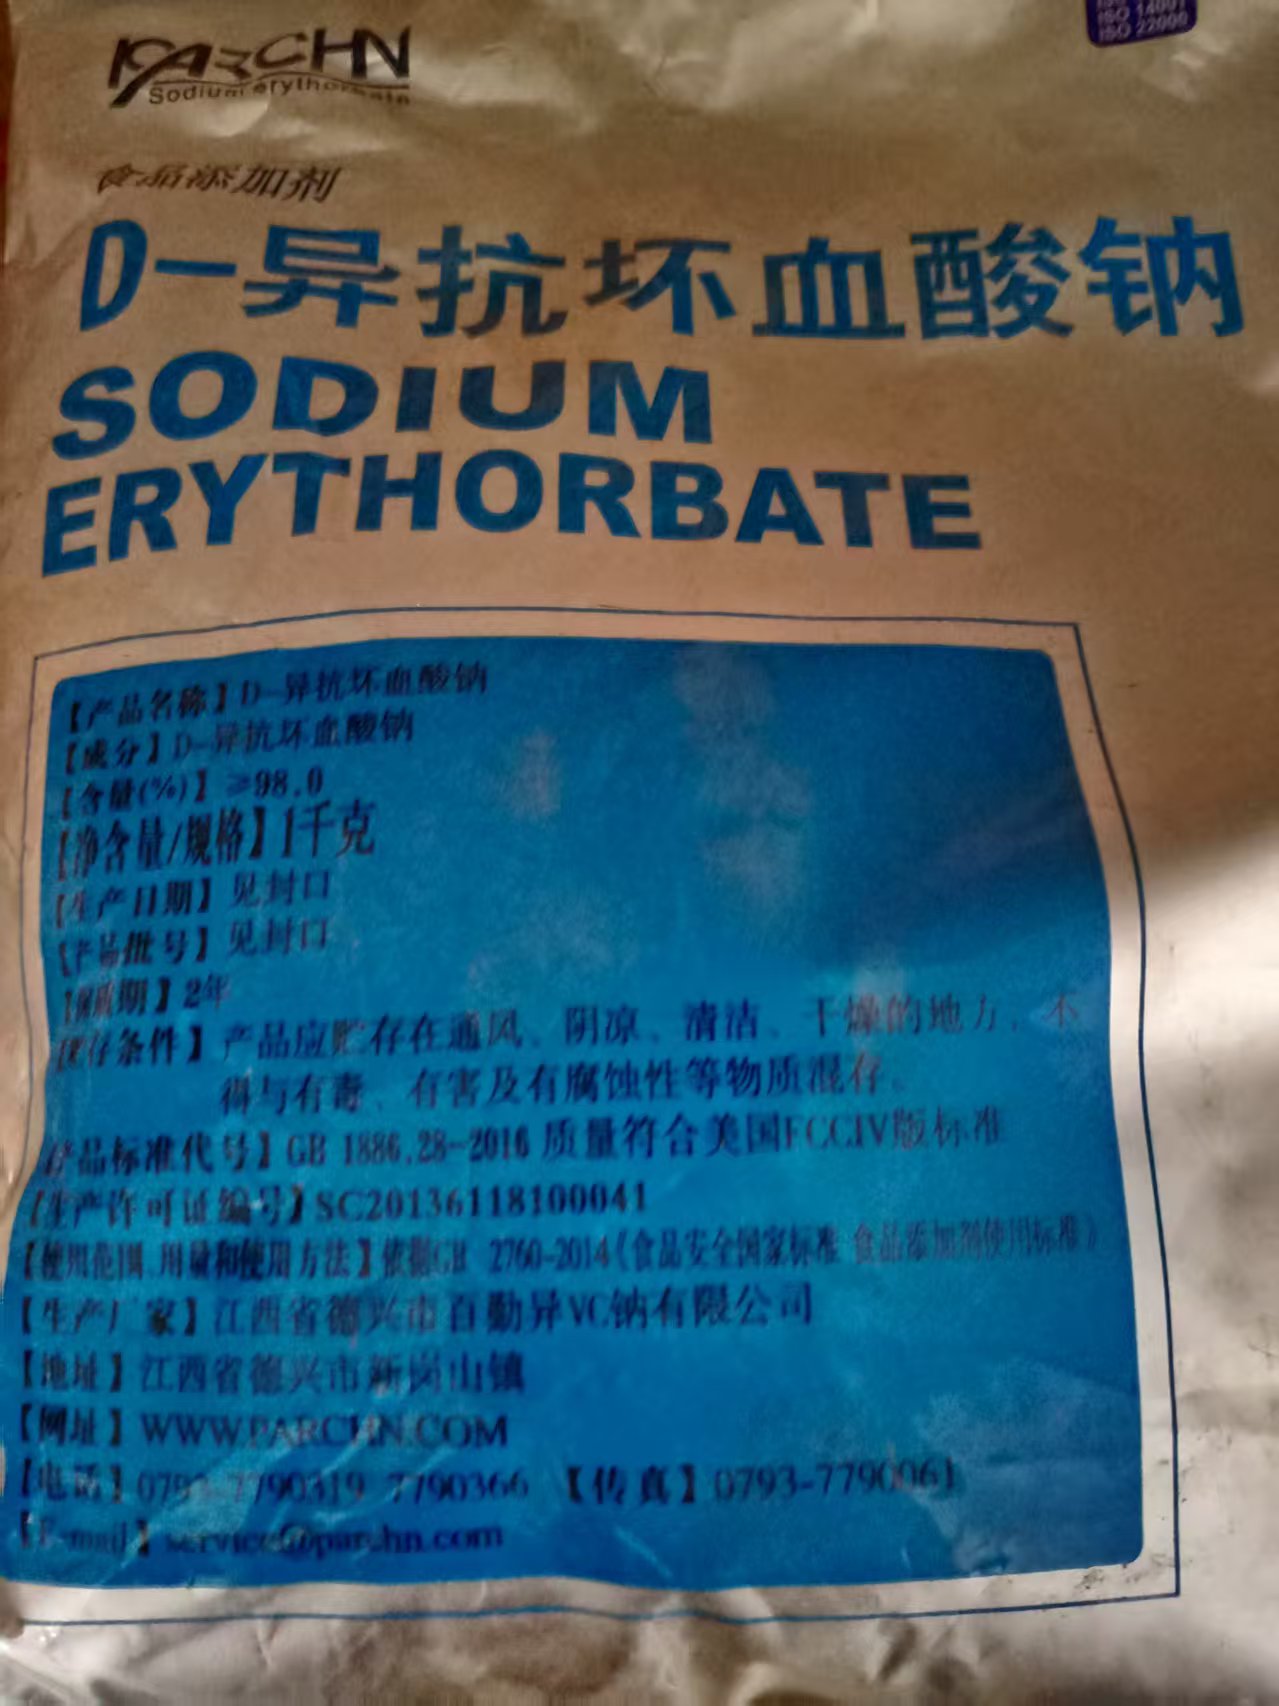 ISO 14001
ISO 22000
PARCHN
Sodium erythorbate
食品添加剂
D-异抗坏血酸钠
SODIUM
ERYTHORBATE
【产品名称】D-异抗坏血酸钠
【成分】D-异抗坏血酸钠
【含量(%)】≥98.0
【净含量/规格】1千克
【生产日期】见封口
【产品批号】见封口
【保质期】2年
【贮存条件】产品应贮存在通风、阴凉、清洁、干燥的地方，不
得与有毒、有害及有腐蚀性等物质混存。
【产品标准代号】GB 1886.28-2016 质量符合美国FCCIV版标准
【生产许可证编号】SC20136118100041
【使用范围、用量和使用方法】依据GB 2760-2014《食品安全国家标准 食品添加剂使用标准》
【生产厂家】江西省德兴市百勤异VC钠有限公司
【地址】江西省德兴市新岗山镇
【网址】WWW.PARCHN.COM
【电话】0793-7790319 7790366 【传真】0793-7790061
【E-mail】service@parchn.com